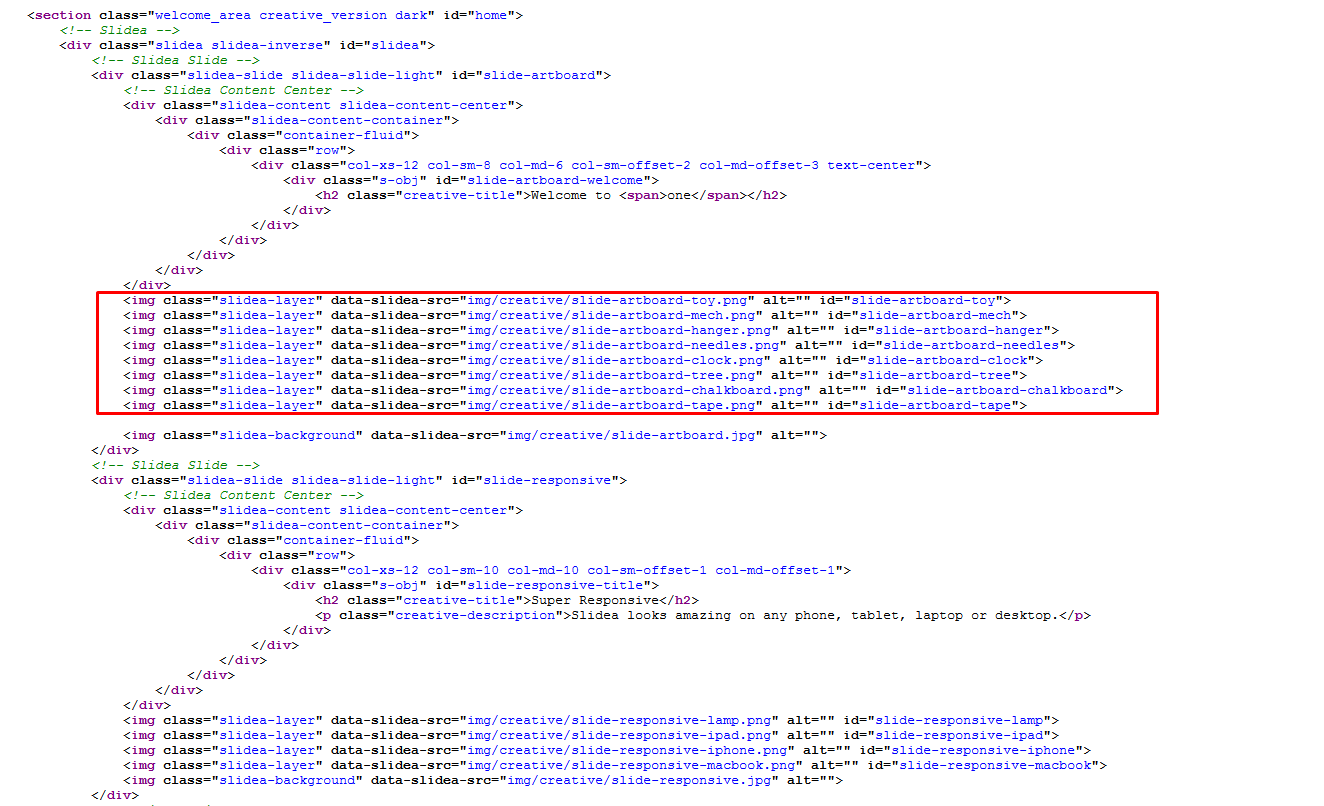 <section class="welcome_area creative_version dark" id="home">
<!-- Slidea -->
<div class="slidea slidea-inverse" id="slidea">
<!-- Slidea Slide -->
<div class="slidea-slide slidea-slide-light" id="slide-artboard">
<!-- Slidea Content Center -->
<div class="slidea-content slidea-content-center">
<div class="slidea-content-container">
<div class="container-fluid">
<div class="row">
<div class="col-xs-12 col-sm-8 col-md-6 col-sm-offset-2 col-md-offset-3 text-center">
<div class="s-obj" id="slide-artboard-welcome">
<h2 class="creative-title">Welcome to <span>one</span></h2>
</div>
</div>
</div>
</div>
</div>
</div>
<img class="slidea-layer" data-slidea-src="img/creative/slide-artboard-toy.png" alt="" id="slide-artboard-toy">
<img class="slidea-layer" data-slidea-src="img/creative/slide-artboard-mech.png" alt="" id="slide-artboard-mech">
<img class="slidea-layer" data-slidea-src="img/creative/slide-artboard-hanger.png" alt="" id="slide-artboard-hanger">
<img class="slidea-layer" data-slidea-src="img/creative/slide-artboard-needles.png" alt="" id="slide-artboard-needles">
<img class="slidea-layer" data-slidea-src="img/creative/slide-artboard-clock.png" alt="" id="slide-artboard-clock">
<img class="slidea-layer" data-slidea-src="img/creative/slide-artboard-tree.png" alt="" id="slide-artboard-tree">
<img class="slidea-layer" data-slidea-src="img/creative/slide-artboard-chalkboard.png" alt="" id="slide-artboard-chalkboard">
<img class="slidea-layer" data-slidea-src="img/creative/slide-artboard-tape.png" alt="" id="slide-artboard-tape">
<img class="slidea-background" data-slidea-src="img/creative/slide-artboard.jpg" alt="">
</div>
<!-- Slidea Slide -->
<div class="slidea-slide slidea-slide-light" id="slide-responsive">
<!-- Slidea Content Center -->
<div class="slidea-content slidea-content-center">
<div class="slidea-content-container">
<div class="container-fluid">
<div class="row">
<div class="col-xs-12 col-sm-10 col-md-10 col-sm-offset-1 col-md-offset-1">
<div class="s-obj" id="slide-responsive-title">
<h2 class="creative-title">Super Responsive</h2>
<p class="creative-description">Slidea looks amazing on any phone, tablet, laptop or desktop.</p>
</div>
</div>
</div>
</div>
</div>
</div>
<img class="slidea-layer" data-slidea-src="img/creative/slide-responsive-lamp.png" alt="" id="slide-responsive-lamp">
<img class="slidea-layer" data-slidea-src="img/creative/slide-responsive-ipad.png" alt="" id="slide-responsive-ipad">
<img class="slidea-layer" data-slidea-src="img/creative/slide-responsive-iphone.png" alt="" id="slide-responsive-iphone">
<img class="slidea-layer" data-slidea-src="img/creative/slide-responsive-macbook.png" alt="" id="slide-responsive-macbook">
<img class="slidea-background" data-slidea-src="img/creative/slide-responsive.jpg" alt="">
</div>